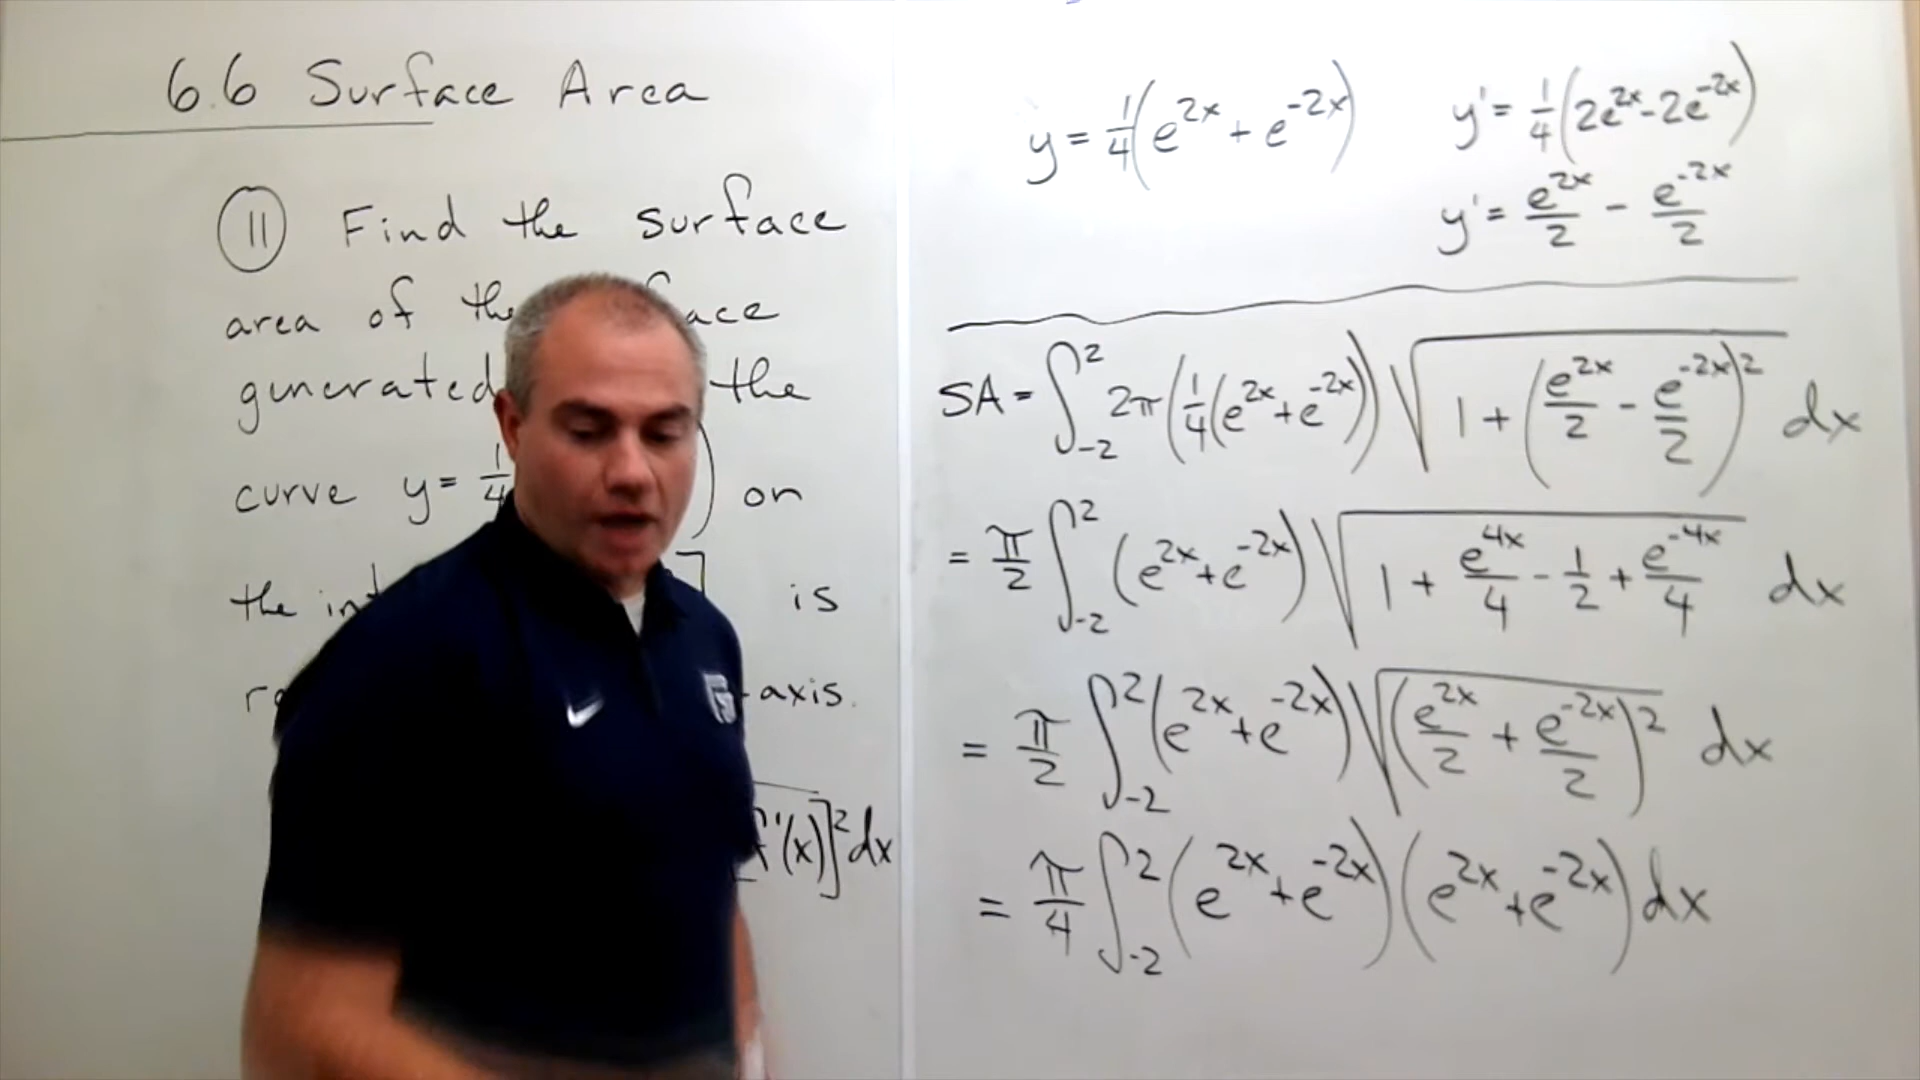 6.6 Surface Area
11 Find the surface
area of the
generated the
curve y = 1/4 ) on
the ] is
-axis.
f'(x)]² dx
y = 1/4(e^{2x} + e^{-2x})
y' = 1/4(2e^{2x} - 2e^{-2x})
y' = e^{2x}/2 - e^{-2x}/2
SA = ∫_{-2}^{2} 2π(1/4(e^{2x} + e^{-2x})) √(1 + (e^{2x}/2 - e^{-2x}/2)²) dx
= π/2 ∫_{-2}^{2} (e^{2x} + e^{-2x}) √(1 + e^{4x}/4 - 1/2 + e^{-4x}/4) dx
= π/2 ∫_{-2}^{2} (e^{2x} + e^{-2x}) √((e^{2x}/2 + e^{-2x}/2)²) dx
= π/4 ∫_{-2}^{2} (e^{2x} + e^{-2x})(e^{2x} + e^{-2x}) dx